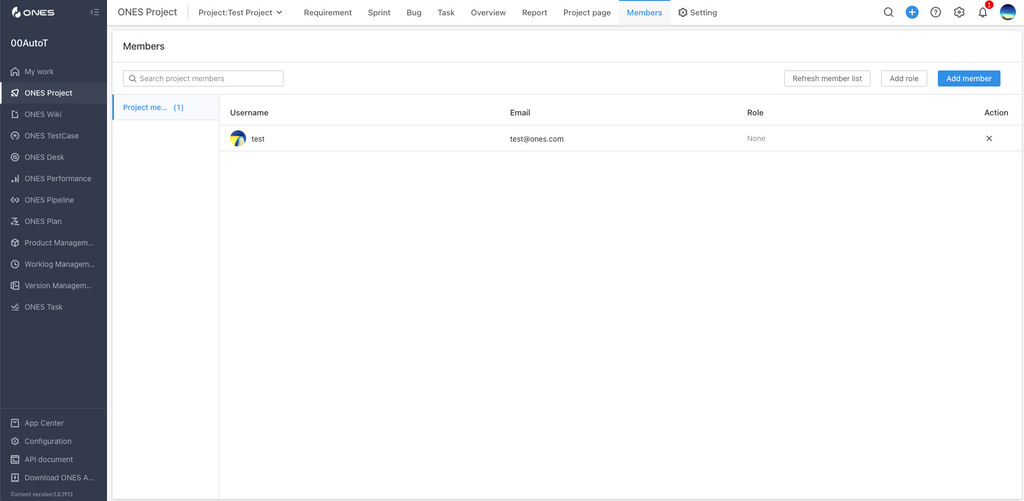 ONES
ONES Project
Project:Test Project
Requirement
Sprint
Bug
Task
Overview
Report
Project page
Members
Setting
1
00AutoT
My work
ONES Project
ONES Wiki
ONES TestCase
ONES Desk
ONES Performance
ONES Pipeline
ONES Plan
Product Managem...
Worklog Managem...
Version Managem...
ONES Task
App Center
Configuration
API document
Download ONES A...
Current version:1.0.1913
Members
Search project members
Refresh member list
Add role
Add member
Project me... (1)
Username Email Role Action
test test@ones.com None